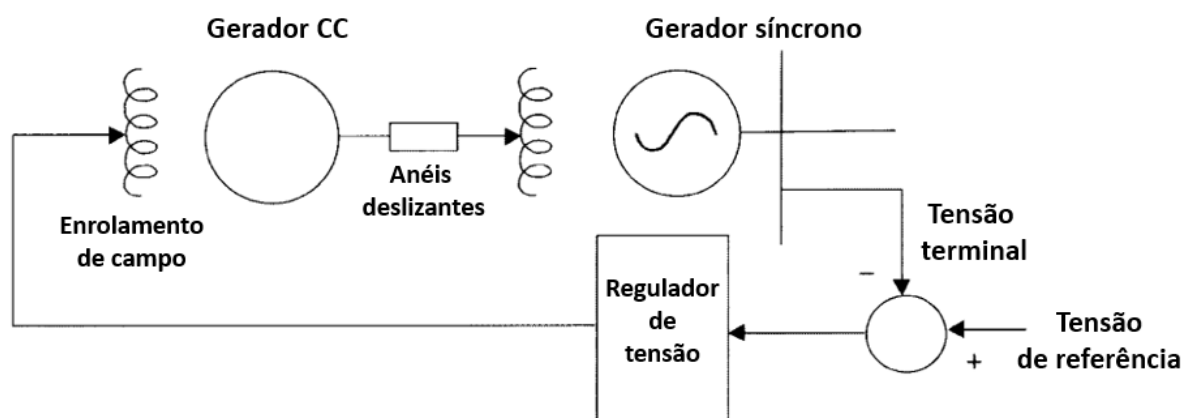 Gerador CC
Gerador síncrono
Anéis
deslizantes
Enrolamento
de campo
Tensão
terminal
−
Regulador
de
tensão
Tensão
de referência
+